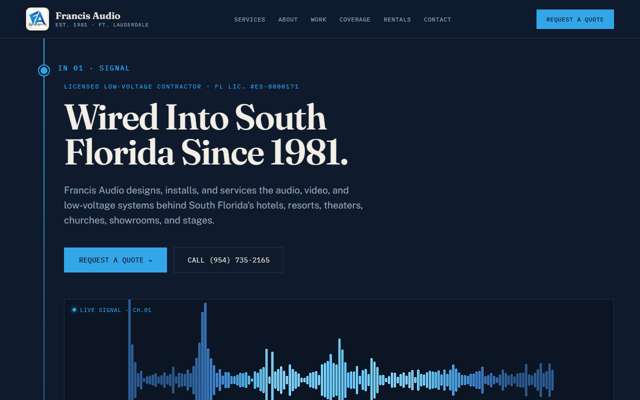 Francis Audio
EST. 1981 · FT. LAUDERDALE
SERVICES
ABOUT
WORK
COVERAGE
RENTALS
CONTACT
REQUEST A QUOTE
IN 01 · SIGNAL
LICENSED LOW-VOLTAGE CONTRACTOR · FL LIC. #ES-0000171
Wired Into South
Florida Since 1981.
Francis Audio designs, installs, and services the audio, video, and
low-voltage systems behind South Florida's hotels, resorts, theaters,
churches, showrooms, and stages.
REQUEST A QUOTE
CALL (954) 735-2165
LIVE SIGNAL · CH.01